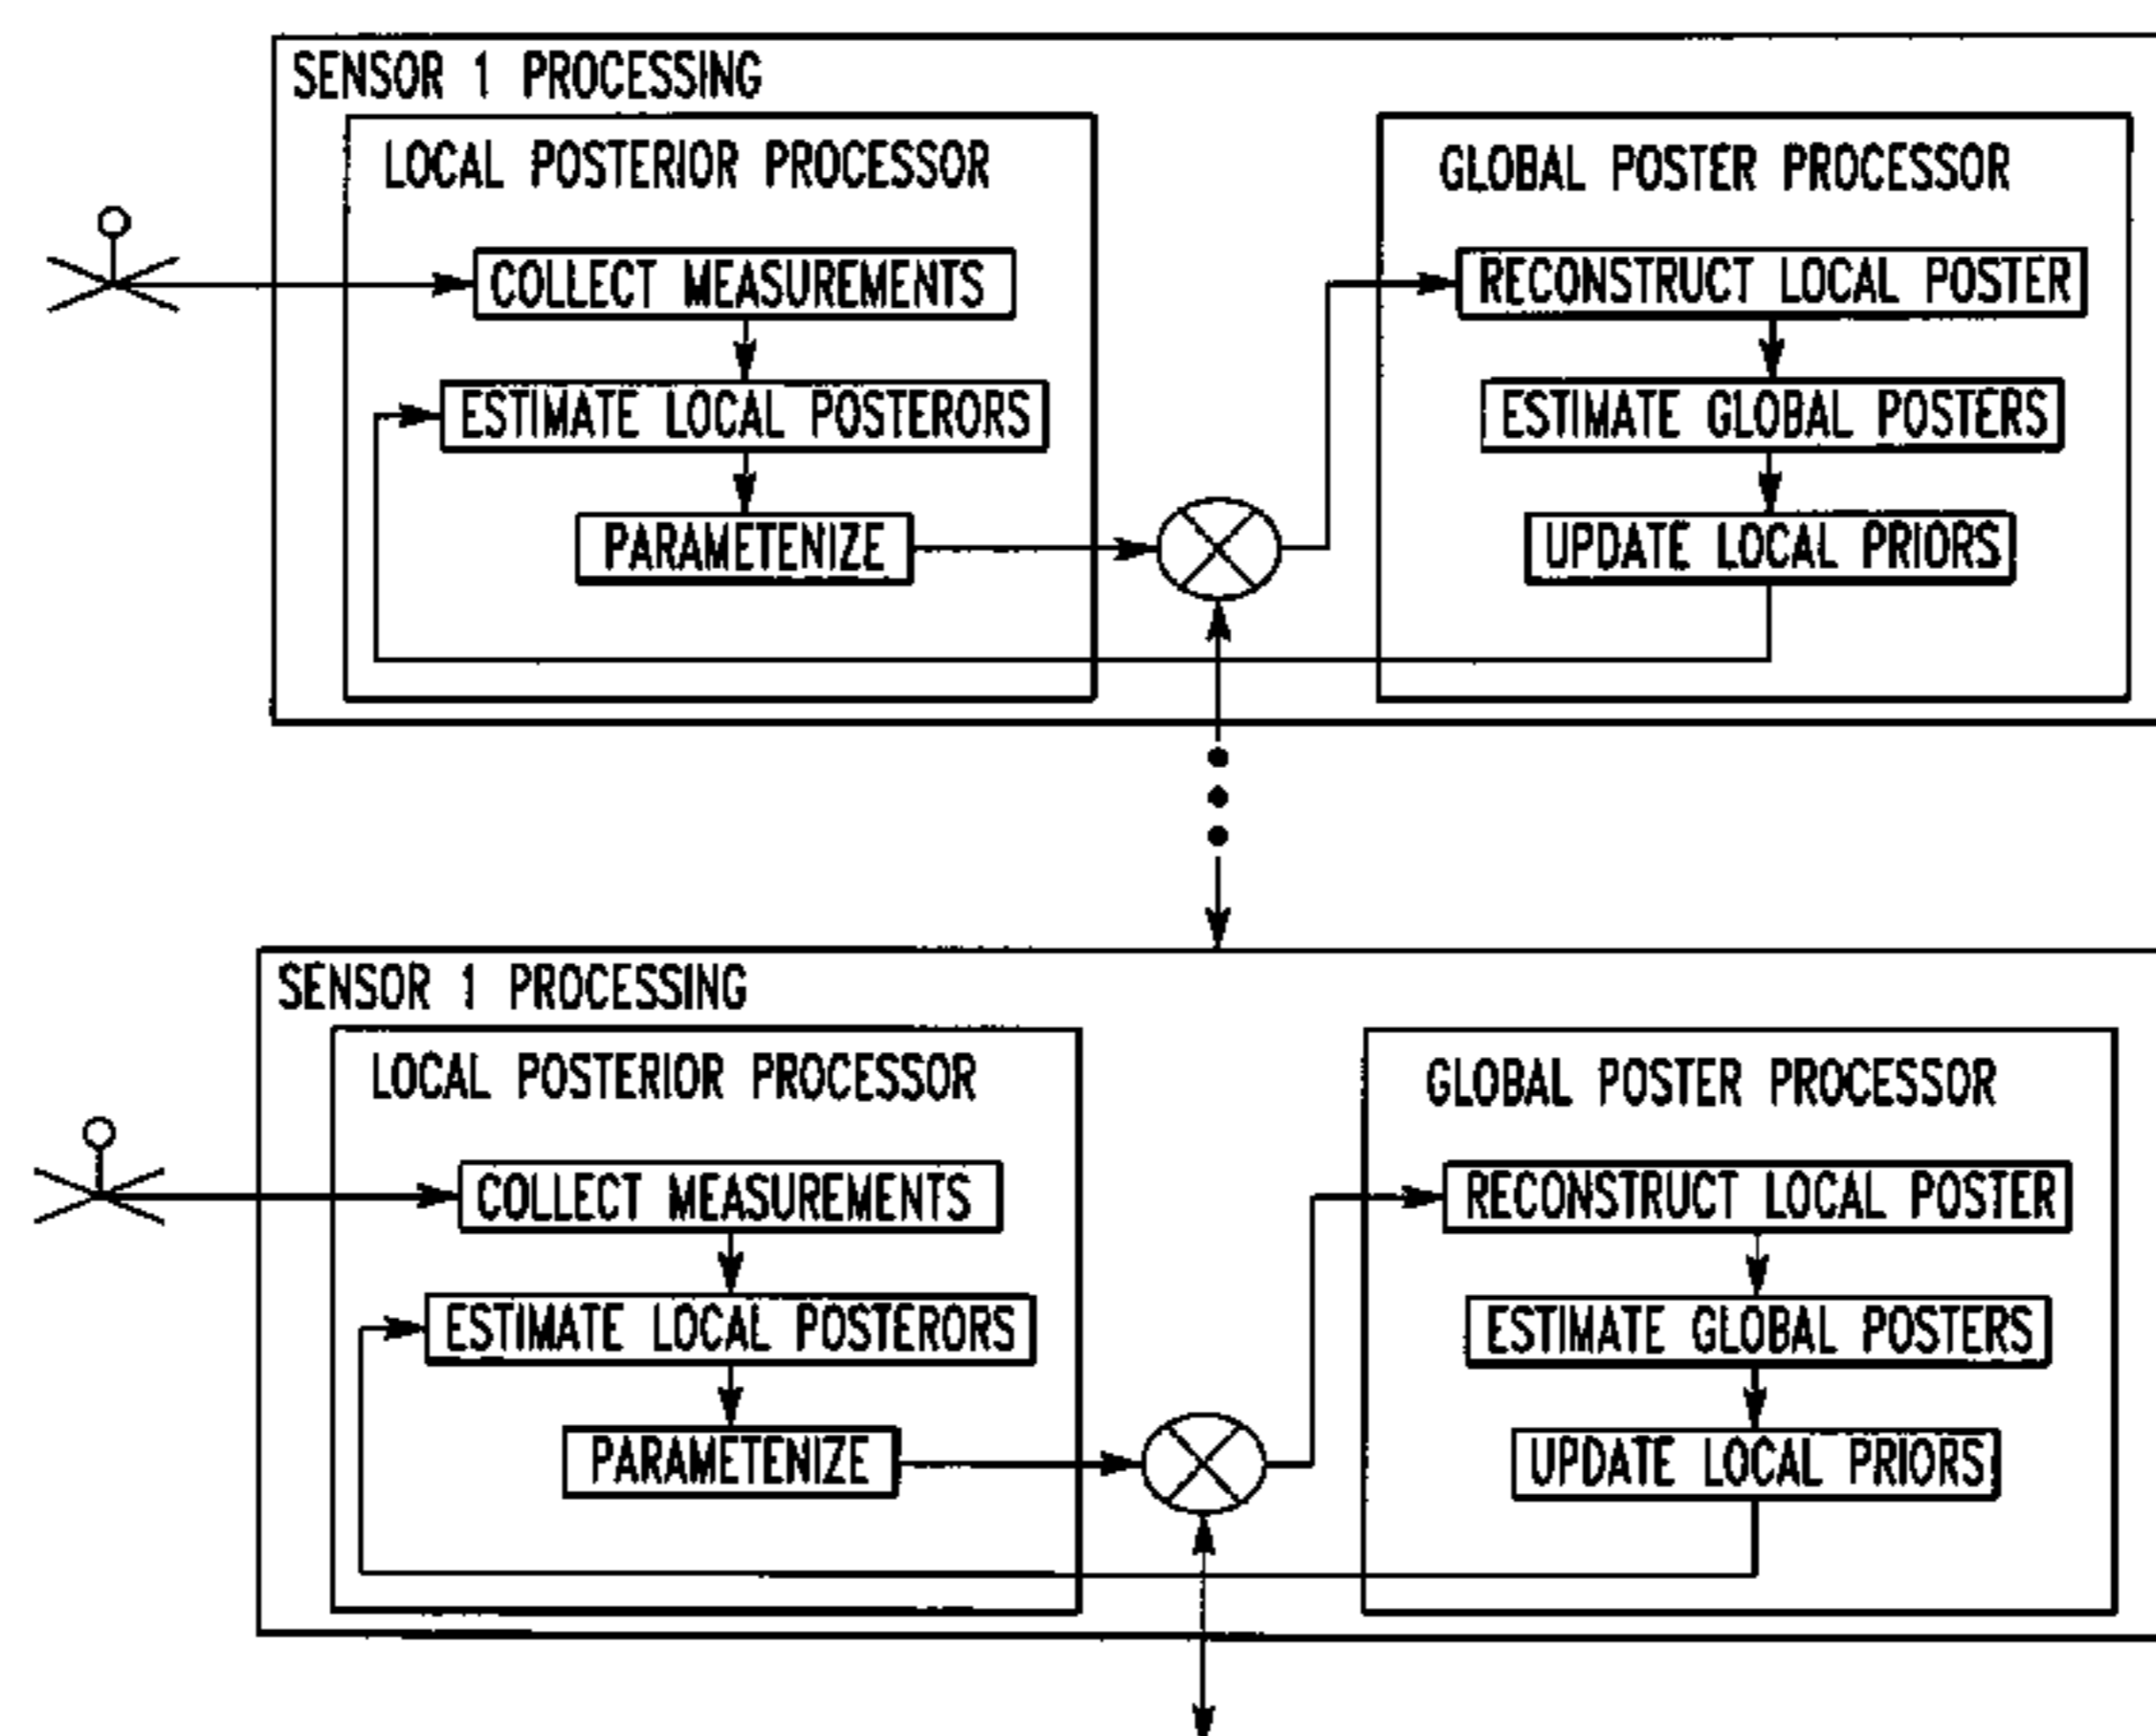 SENSOR 1 PROCESSING
LOCAL POSTERIOR PROCESSOR
COLLECT MEASUREMENTS
ESTIMATE LOCAL POSTERORS
PARAMETENIZE
GLOBAL POSTER PROCESSOR
RECONSTRUCT LOCAL POSTER
ESTIMATE GLOBAL POSTERS
UPDATE LOCAL PRIORS
SENSOR 1 PROCESSING
LOCAL POSTERIOR PROCESSOR
COLLECT MEASUREMENTS
ESTIMATE LOCAL POSTERORS
PARAMETENIZE
GLOBAL POSTER PROCESSOR
RECONSTRUCT LOCAL POSTER
ESTIMATE GLOBAL POSTERS
UPDATE LOCAL PRIORS